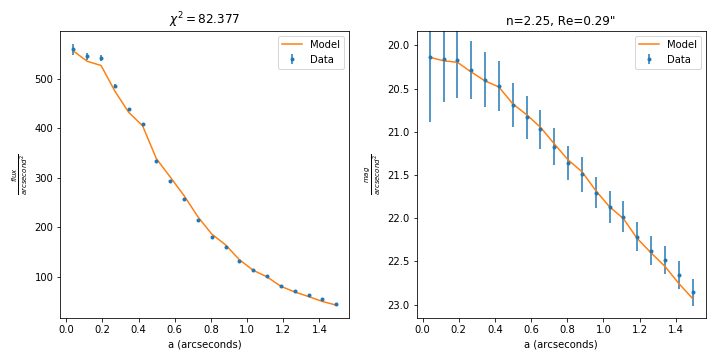 χ² = 82.377
Model
Data
flux
arcsecond²
500
400
300
200
100
0.0 0.2 0.4 0.6 0.8 1.0 1.2 1.4
a (arcseconds)
n=2.25, Re=0.29"
Model
Data
mag
arcsecond²
20.0
20.5
21.0
21.5
22.0
22.5
23.0
0.0 0.2 0.4 0.6 0.8 1.0 1.2 1.4
a (arcseconds)